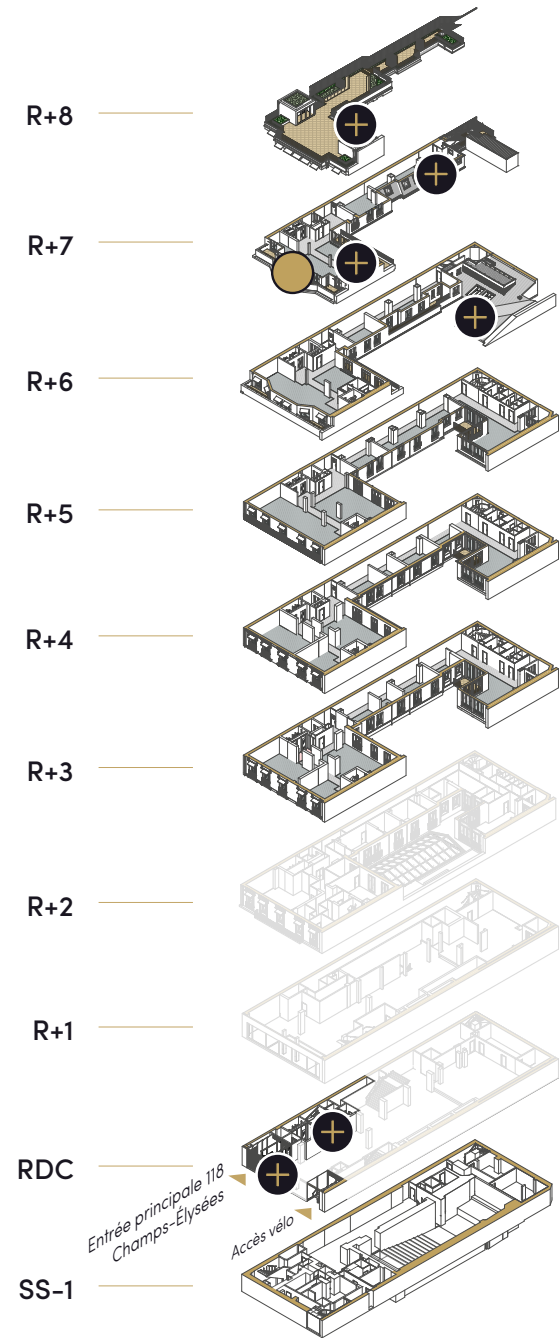 R+8
R+7
R+6
R+5
R+4
R+3
R+2
R+1
RDC
Entrée principale 118
Champs-Élysées
Accès vélo
SS-1